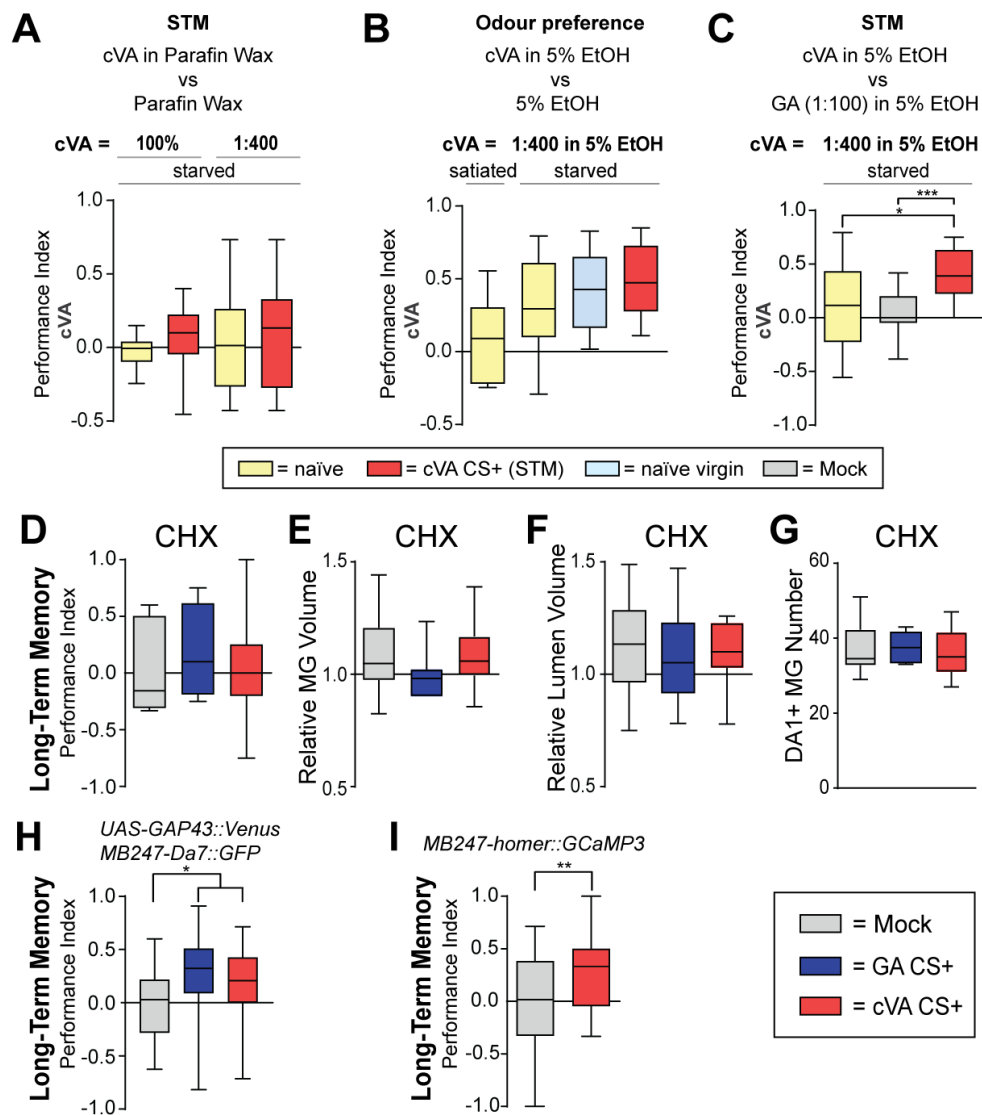 A
STM
cVA in Parafin Wax
vs
Parafin Wax
cVA = 100% 1:400
starved
Performance Index
cVA
1.0
0.5
0.0
-0.5
B
Odour preference
cVA in 5% EtOH
vs
5% EtOH
cVA = 1:400 in 5% EtOH
satiated starved
Performance Index
cVA
1.0
0.5
0.0
-0.5
C
STM
cVA in 5% EtOH
vs
GA (1:100) in 5% EtOH
cVA = 1:400 in 5% EtOH
starved
***
*
Performance Index
cVA
1.0
0.5
0.0
-0.5
-1.0
= naïve = cVA CS+ (STM) = naïve virgin = Mock
D
CHX
Long-Term Memory
Performance Index
1.0
0.5
0.0
-0.5
-1.0
E
CHX
Relative MG Volume
1.5
1.0
0.5
F
CHX
Relative Lumen Volume
1.5
1.0
0.5
G
CHX
DA1+ MG Number
60
40
20
0
H
UAS-GAP43::Venus
MB247-Da7::GFP
*
Long-Term Memory
Performance Index
1.0
0.5
0.0
-0.5
-1.0
I
MB247-homer::GCaMP3
**
Long-Term Memory
Performance Index
1.0
0.5
0.0
-0.5
-1.0
= Mock
= GA CS+
= cVA CS+